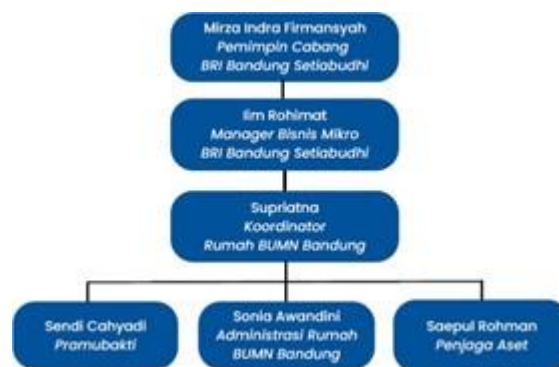 Mirza Indra Firmansyah
Pemimpin Cabang
BRI Bandung Setiabudhi
Iim Rohimat
Manager Bisnis Mikro
BRI Bandung Setiabudhi
Supriatna
Koordinator
Rumah BUMN Bandung
Sendi Cahyadi
Pramubakti
Sonia Awandini
Administrasi Rumah
BUMN Bandung
Saepul Rohman
Penjaga Aset